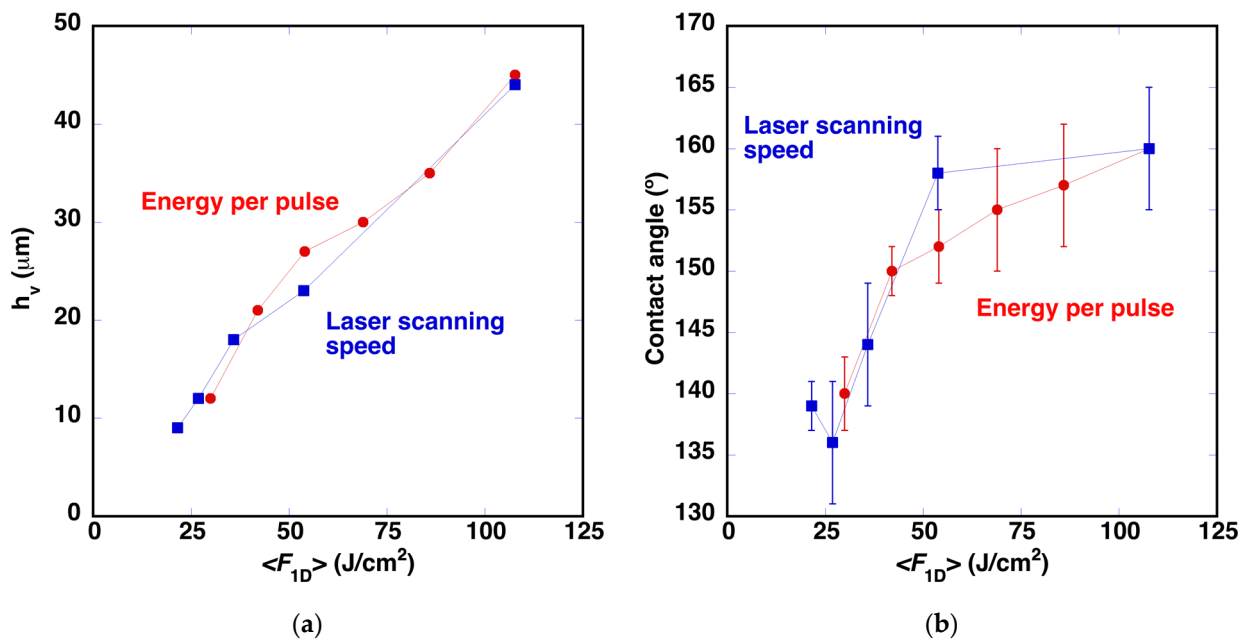 50
40
30
20
10
0
h_v (μm)
Energy per pulse
Laser scanning
speed
0 25 50 75 100 125
<F_1D> (J/cm²)
(a)
170
165
160
155
150
145
140
135
130
Contact angle (º)
Laser scanning
speed
Energy per pulse
0 25 50 75 100 125
<F_1D> (J/cm²)
(b)